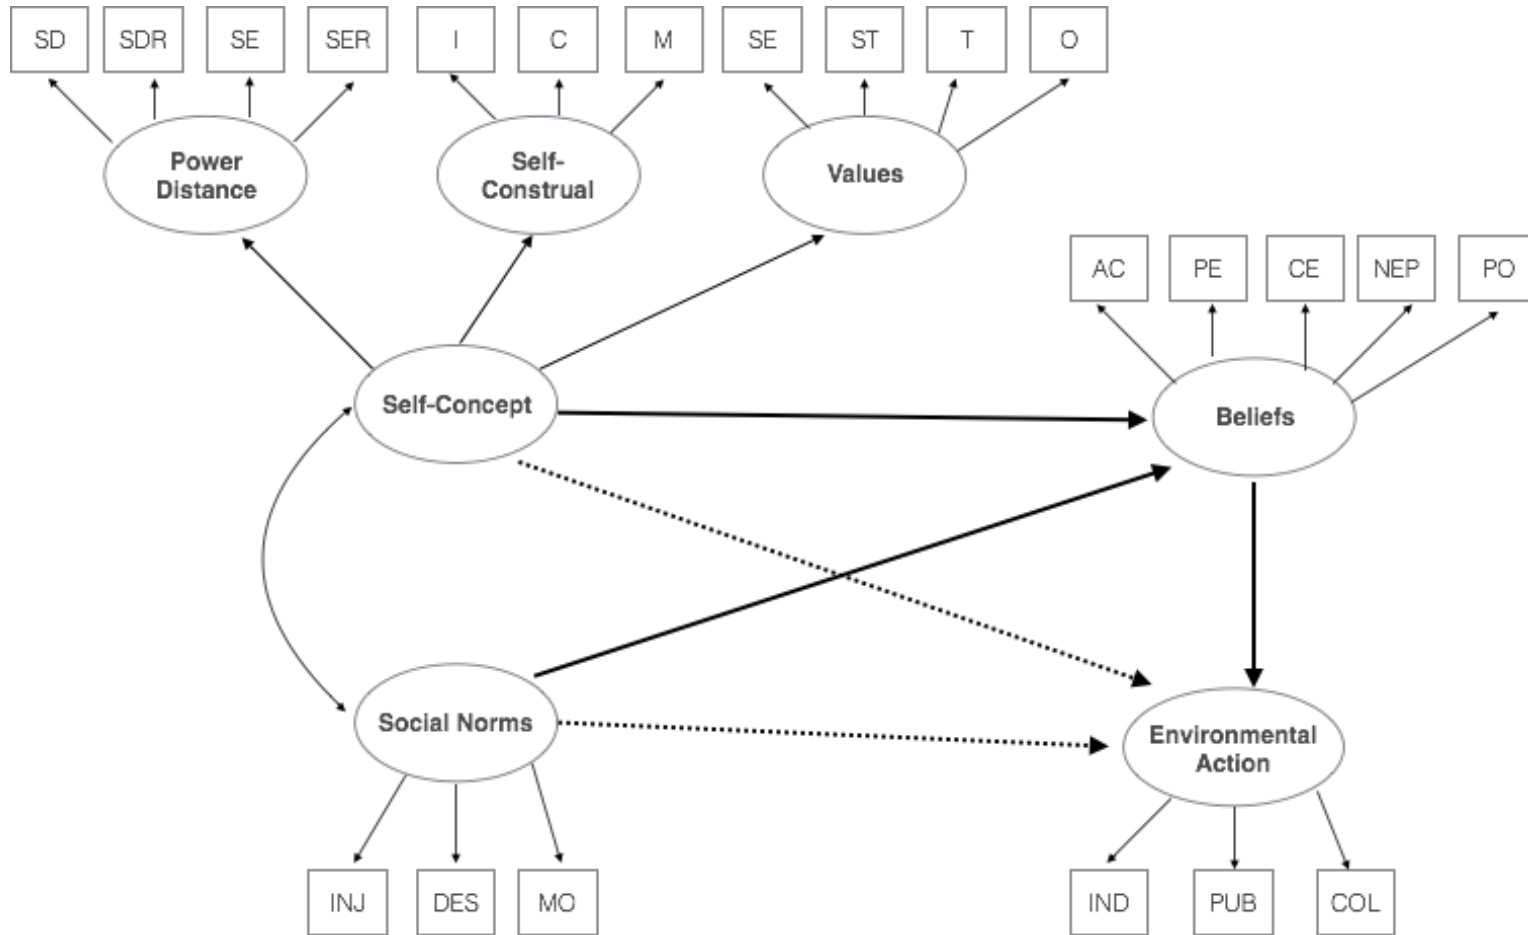 SD
SDR
SE
SER
I
C
M
SE
ST
T
O
Power
Distance
Self-
Construal
Values
AC
PE
CE
NEP
PO
Self-Concept
Beliefs
Social Norms
Environmental
Action
INJ
DES
MO
IND
PUB
COL